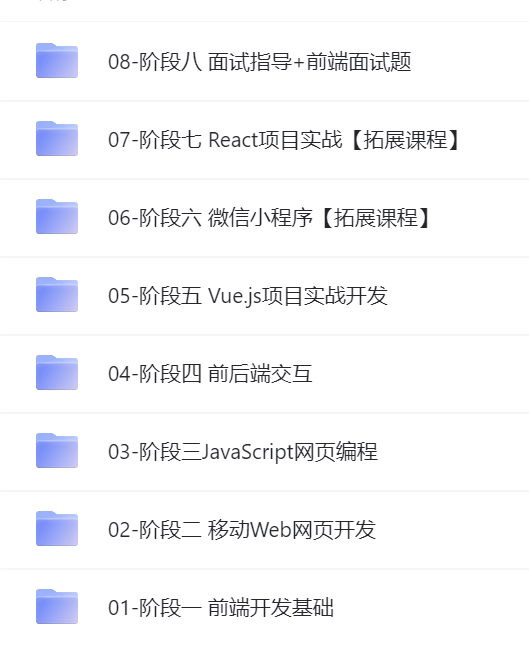 08-阶段八 面试指导+前端面试题
07-阶段七 React项目实战【拓展课程】
06-阶段六 微信小程序【拓展课程】
05-阶段五 Vue.js项目实战开发
04-阶段四 前后端交互
03-阶段三JavaScript网页编程
02-阶段二 移动Web网页开发
01-阶段一 前端开发基础